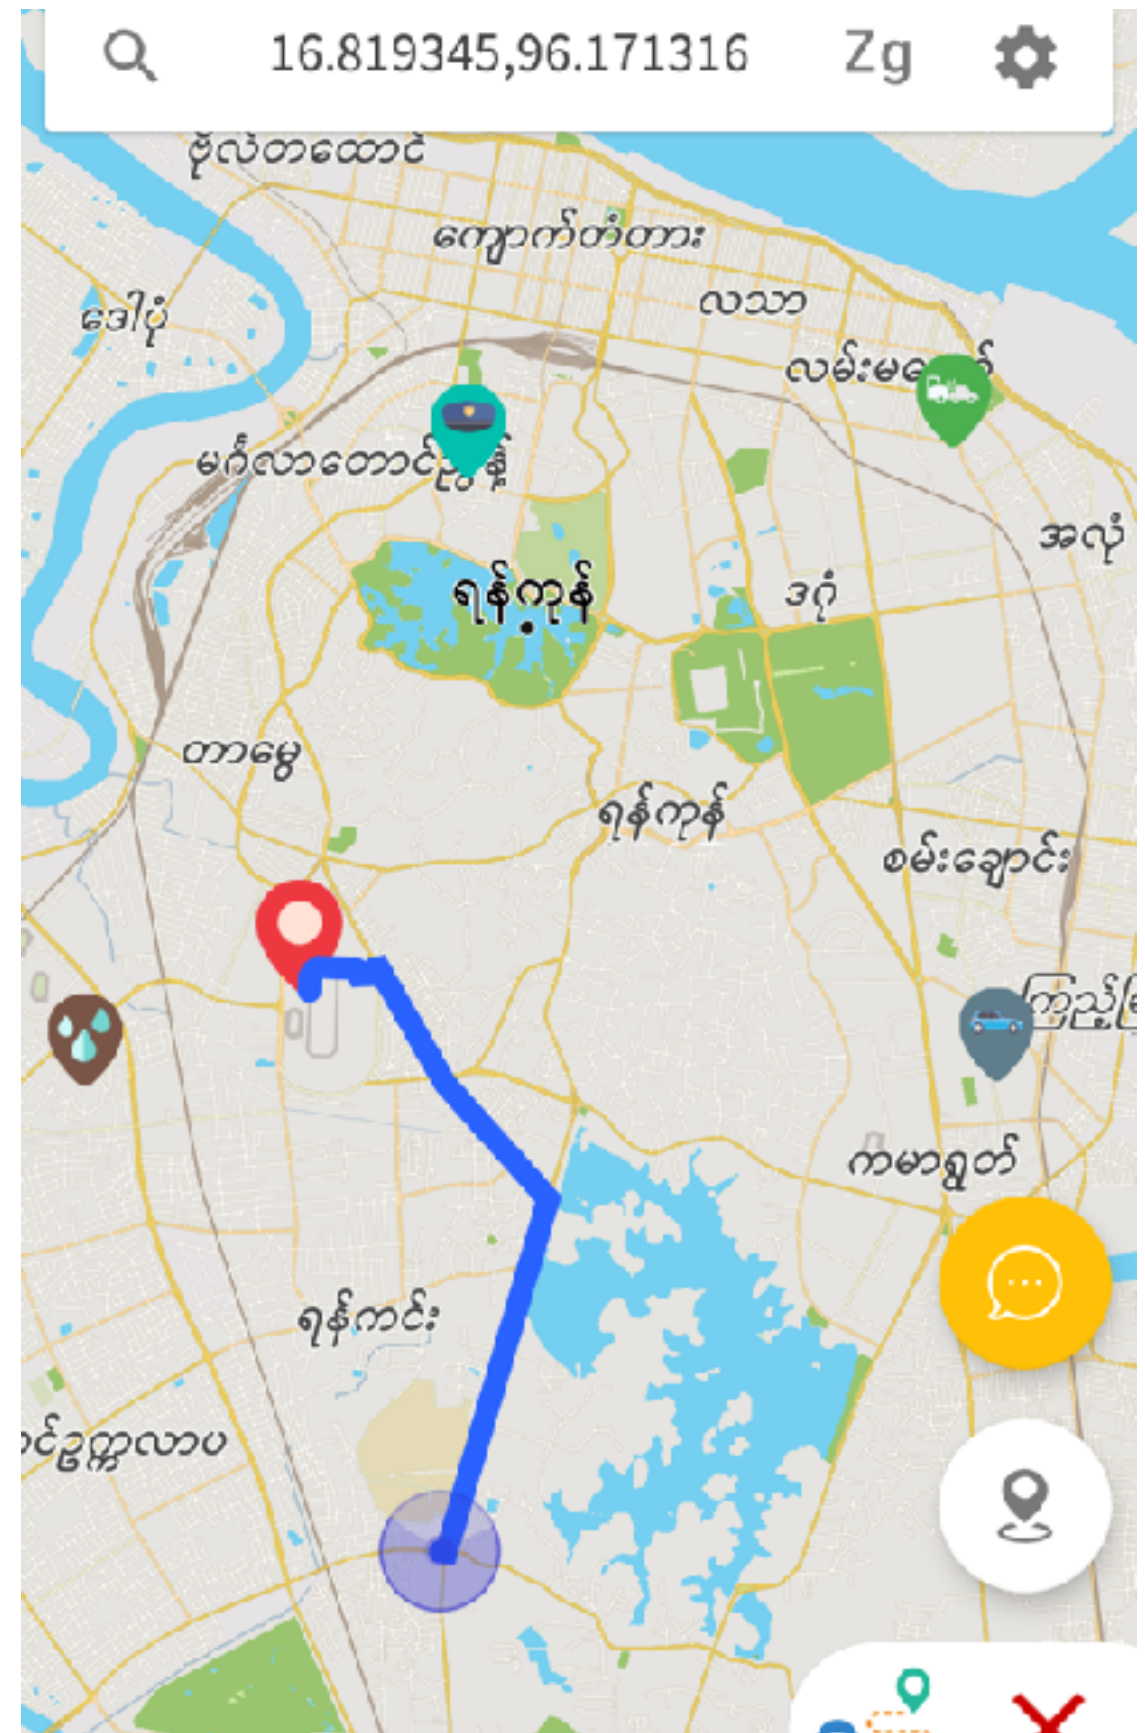 16.819345,96.171316 Zg
ဗိုလ်တထောင်
ကျောက်တံတား
လသာ
ဒေါပုံ
မင်္ဂလာတောင်ညွန့်
အလုံ
ရန်ကုန်
ဒဂုံ
တာမွေ
ရန်ကုန်
စမ်းချောင်း
ကမာရွတ်
ရန်ကင်း